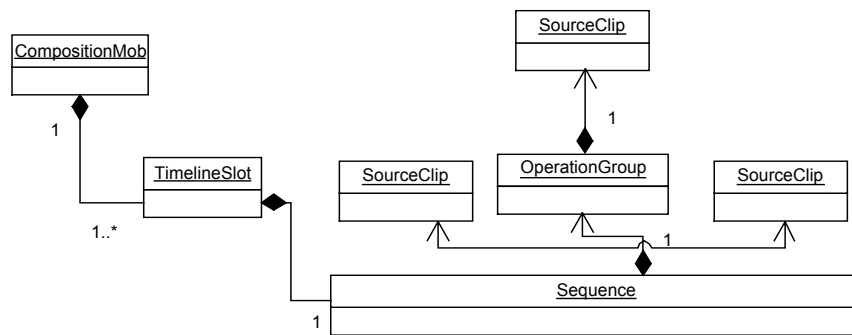 SourceClip
CompositionMob
1
1
SourceClip
TimelineSlot
OperationGroup
SourceClip
1..*
1
Sequence
1